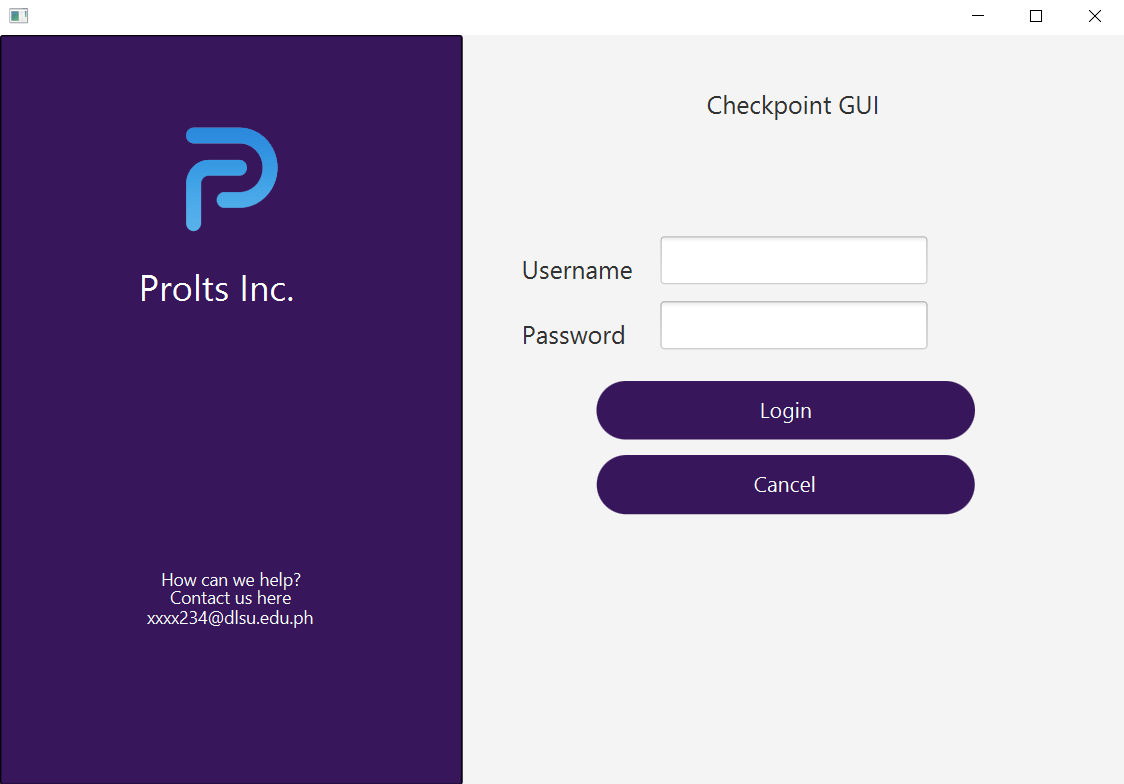 Prolts Inc.
How can we help?
Contact us here
xxxx234@dlsu.edu.ph
Checkpoint GUI
Username
Password
Login
Cancel